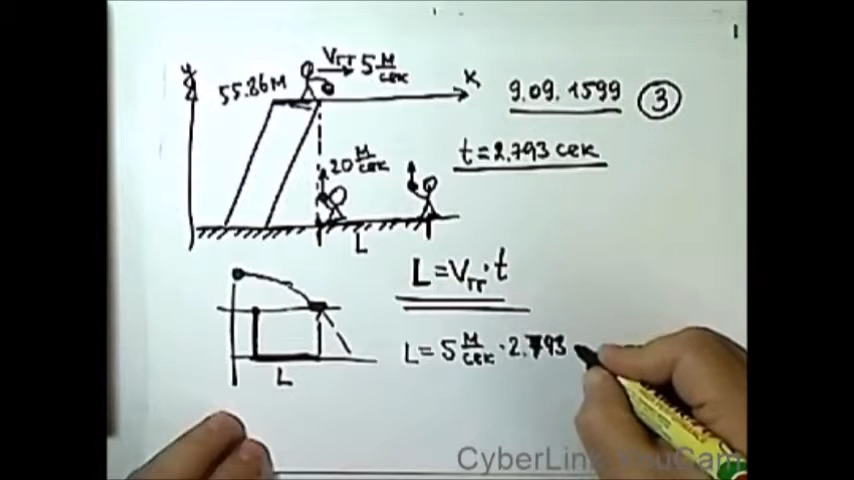 y
55.86м
Vгг 5 м/сек
x
9.09.1599 3
t=2.793 сек
20 м/сек
L
L=Vгг·t
L= 5 м/сек · 2.793
L
CyberLink YouCam